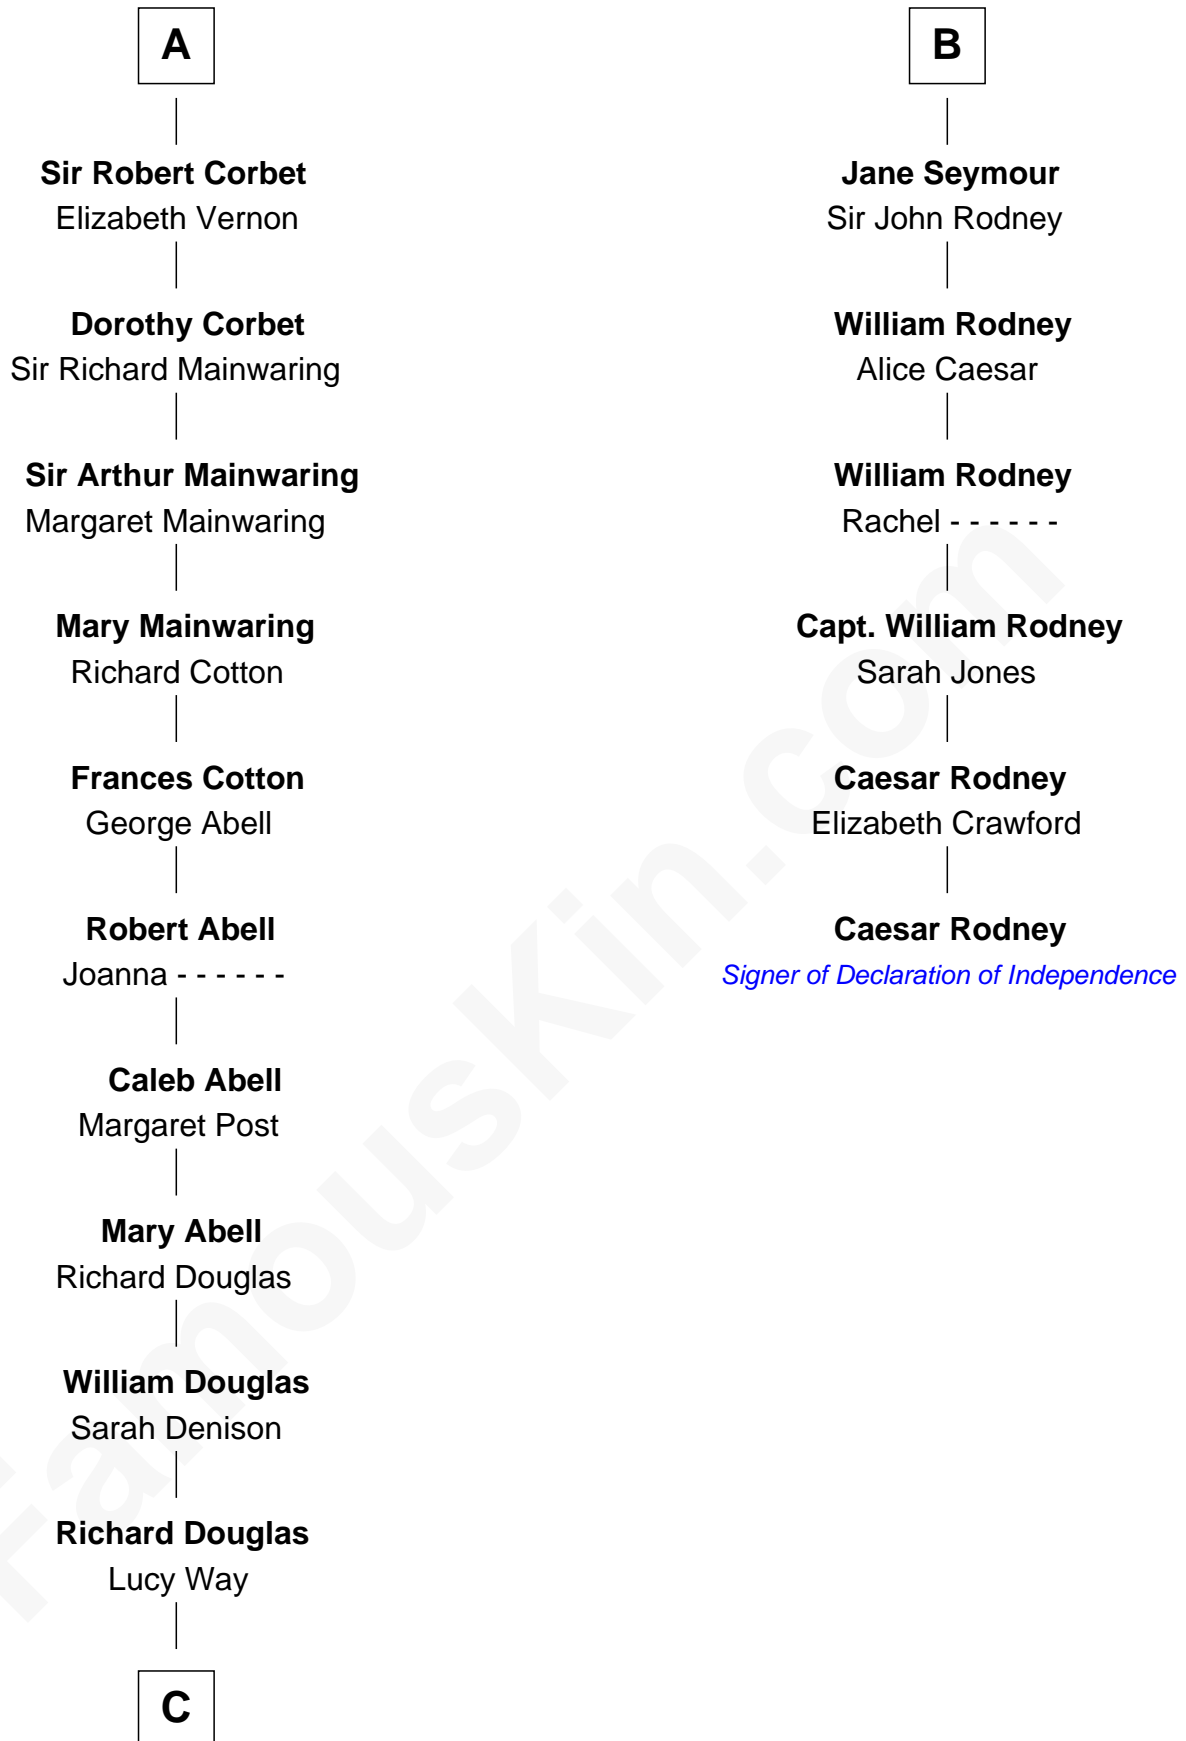 A
Sir Robert Corbet
Elizabeth Vernon
Dorothy Corbet
Sir Richard Mainwaring
Sir Arthur Mainwaring
Margaret Mainwaring
Mary Mainwaring
Richard Cotton
Frances Cotton
George Abell
Robert Abell
Joanna - - - - - -
Caleb Abell
Margaret Post
Mary Abell
Richard Douglas
William Douglas
Sarah Denison
Richard Douglas
Lucy Way
C
B
Jane Seymour
Sir John Rodney
William Rodney
Alice Caesar
William Rodney
Rachel - - - - - -
Capt. William Rodney
Sarah Jones
Caesar Rodney
Elizabeth Crawford
Caesar Rodney
Signer of Declaration of Independence
FamousKin.com